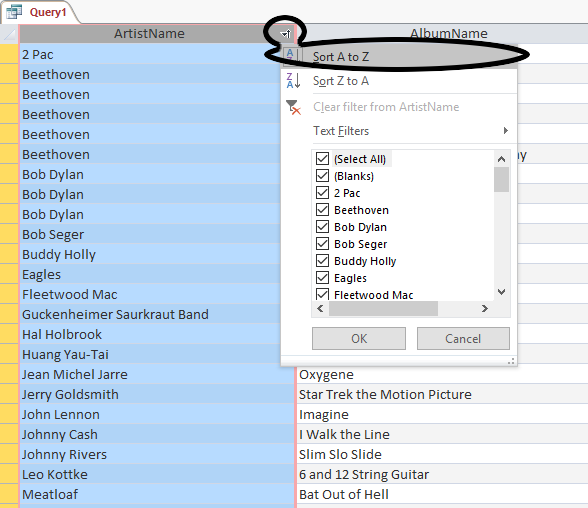 Query1
ArtistName AlbumName
2 Pac
Beethoven
Beethoven
Beethoven
Beethoven
Beethoven
Bob Dylan
Bob Dylan
Bob Dylan
Bob Seger
Buddy Holly
Eagles
Fleetwood Mac
Guckenheimer Saurkraut Band
Hal Holbrook
Huang Yau-Tai
Jean Michel Jarre Oxygene
Jerry Goldsmith Star Trek the Motion Picture
John Lennon Imagine
Johnny Cash I Walk the Line
Johnny Rivers Slim Slo Slide
Leo Kottke 6 and 12 String Guitar
Meatloaf Bat Out of Hell
Sort A to Z
Sort Z to A
Clear filter from ArtistName
Text Filters
(Select All)
(Blanks)
2 Pac
Beethoven
Bob Dylan
Bob Seger
Buddy Holly
Eagles
Fleetwood Mac
OK Cancel